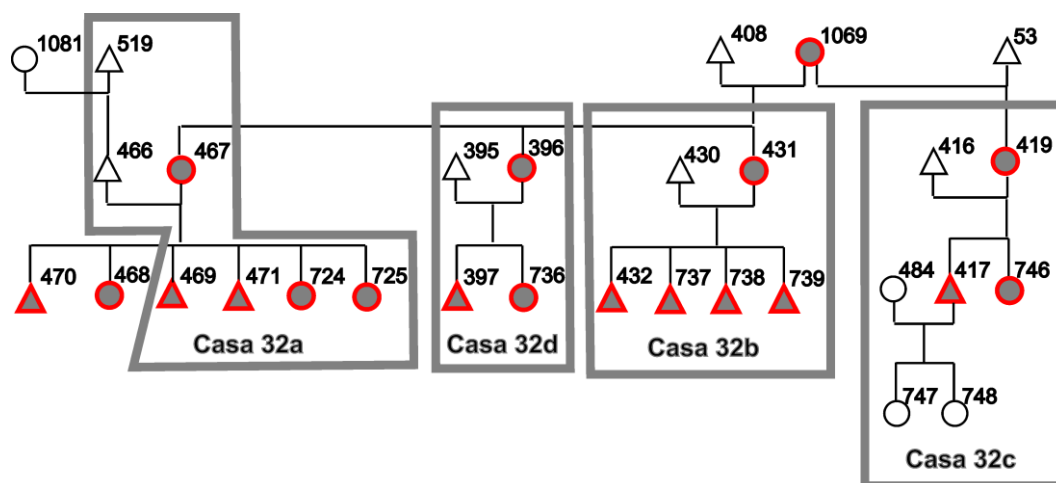 1081 519 408 1069 53
466 467 395 396 430 431 416 419
470 468 469 471 724 725 397 736 432 737 738 739 484 417 746
Casa 32a Casa 32d Casa 32b
747 748
Casa 32c